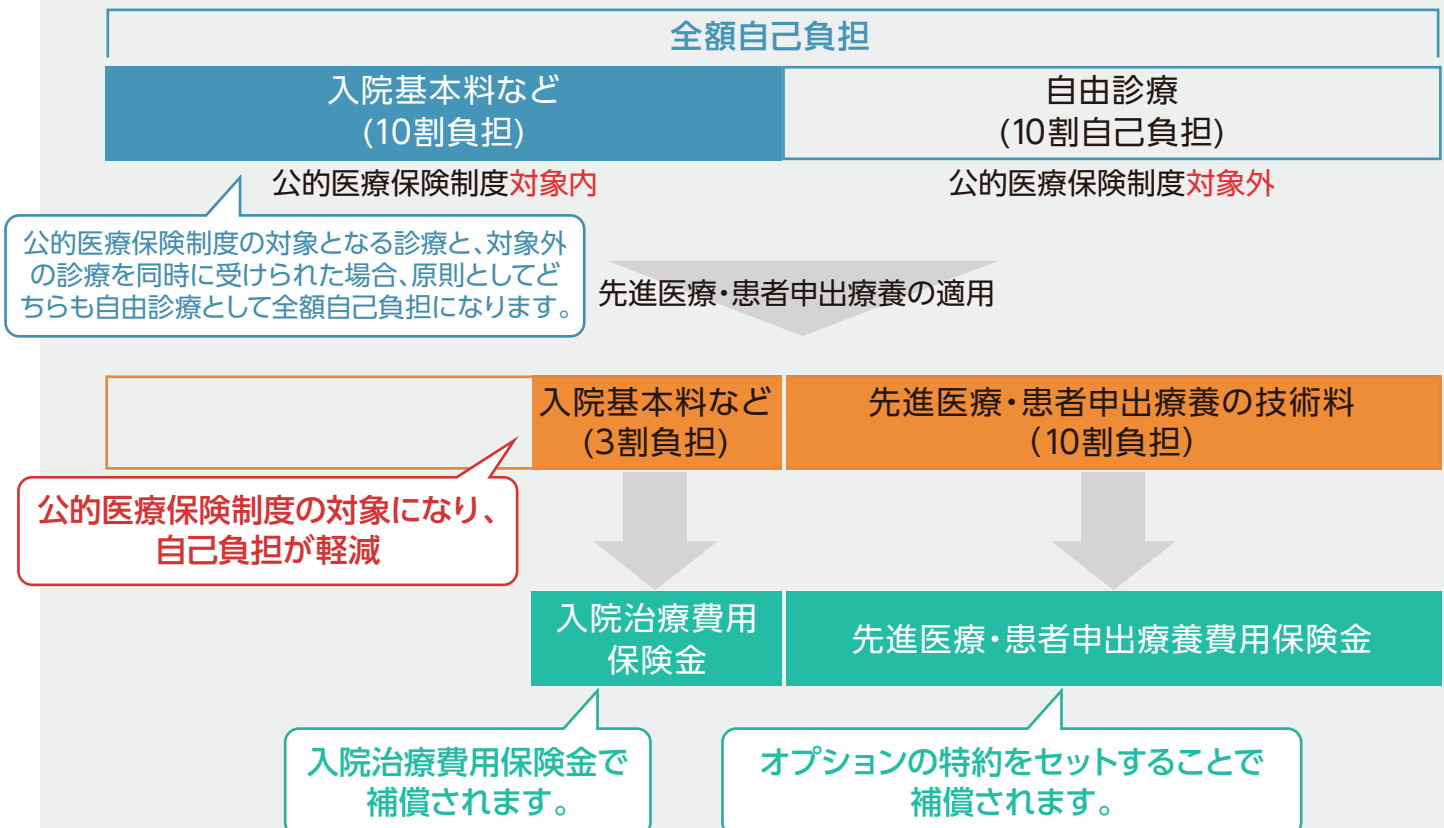 全額自己負担
入院基本料など
(10割負担)
自由診療
(10割自己負担)
公的医療保険制度対象内
公的医療保険制度対象外
公的医療保険制度の対象となる診療と、対象外
の診療を同時に受けられた場合、原則としてど
ちらも自由診療として全額自己負担になります。
先進医療・患者申出療養の適用
入院基本料など
(3割負担)
先進医療・患者申出療養の技術料
(10割負担)
公的医療保険制度の対象になり、
自己負担が軽減
入院治療費用
保険金
先進医療・患者申出療養費用保険金
入院治療費用保険金で
補償されます。
オプションの特約をセットすることで
補償されます。